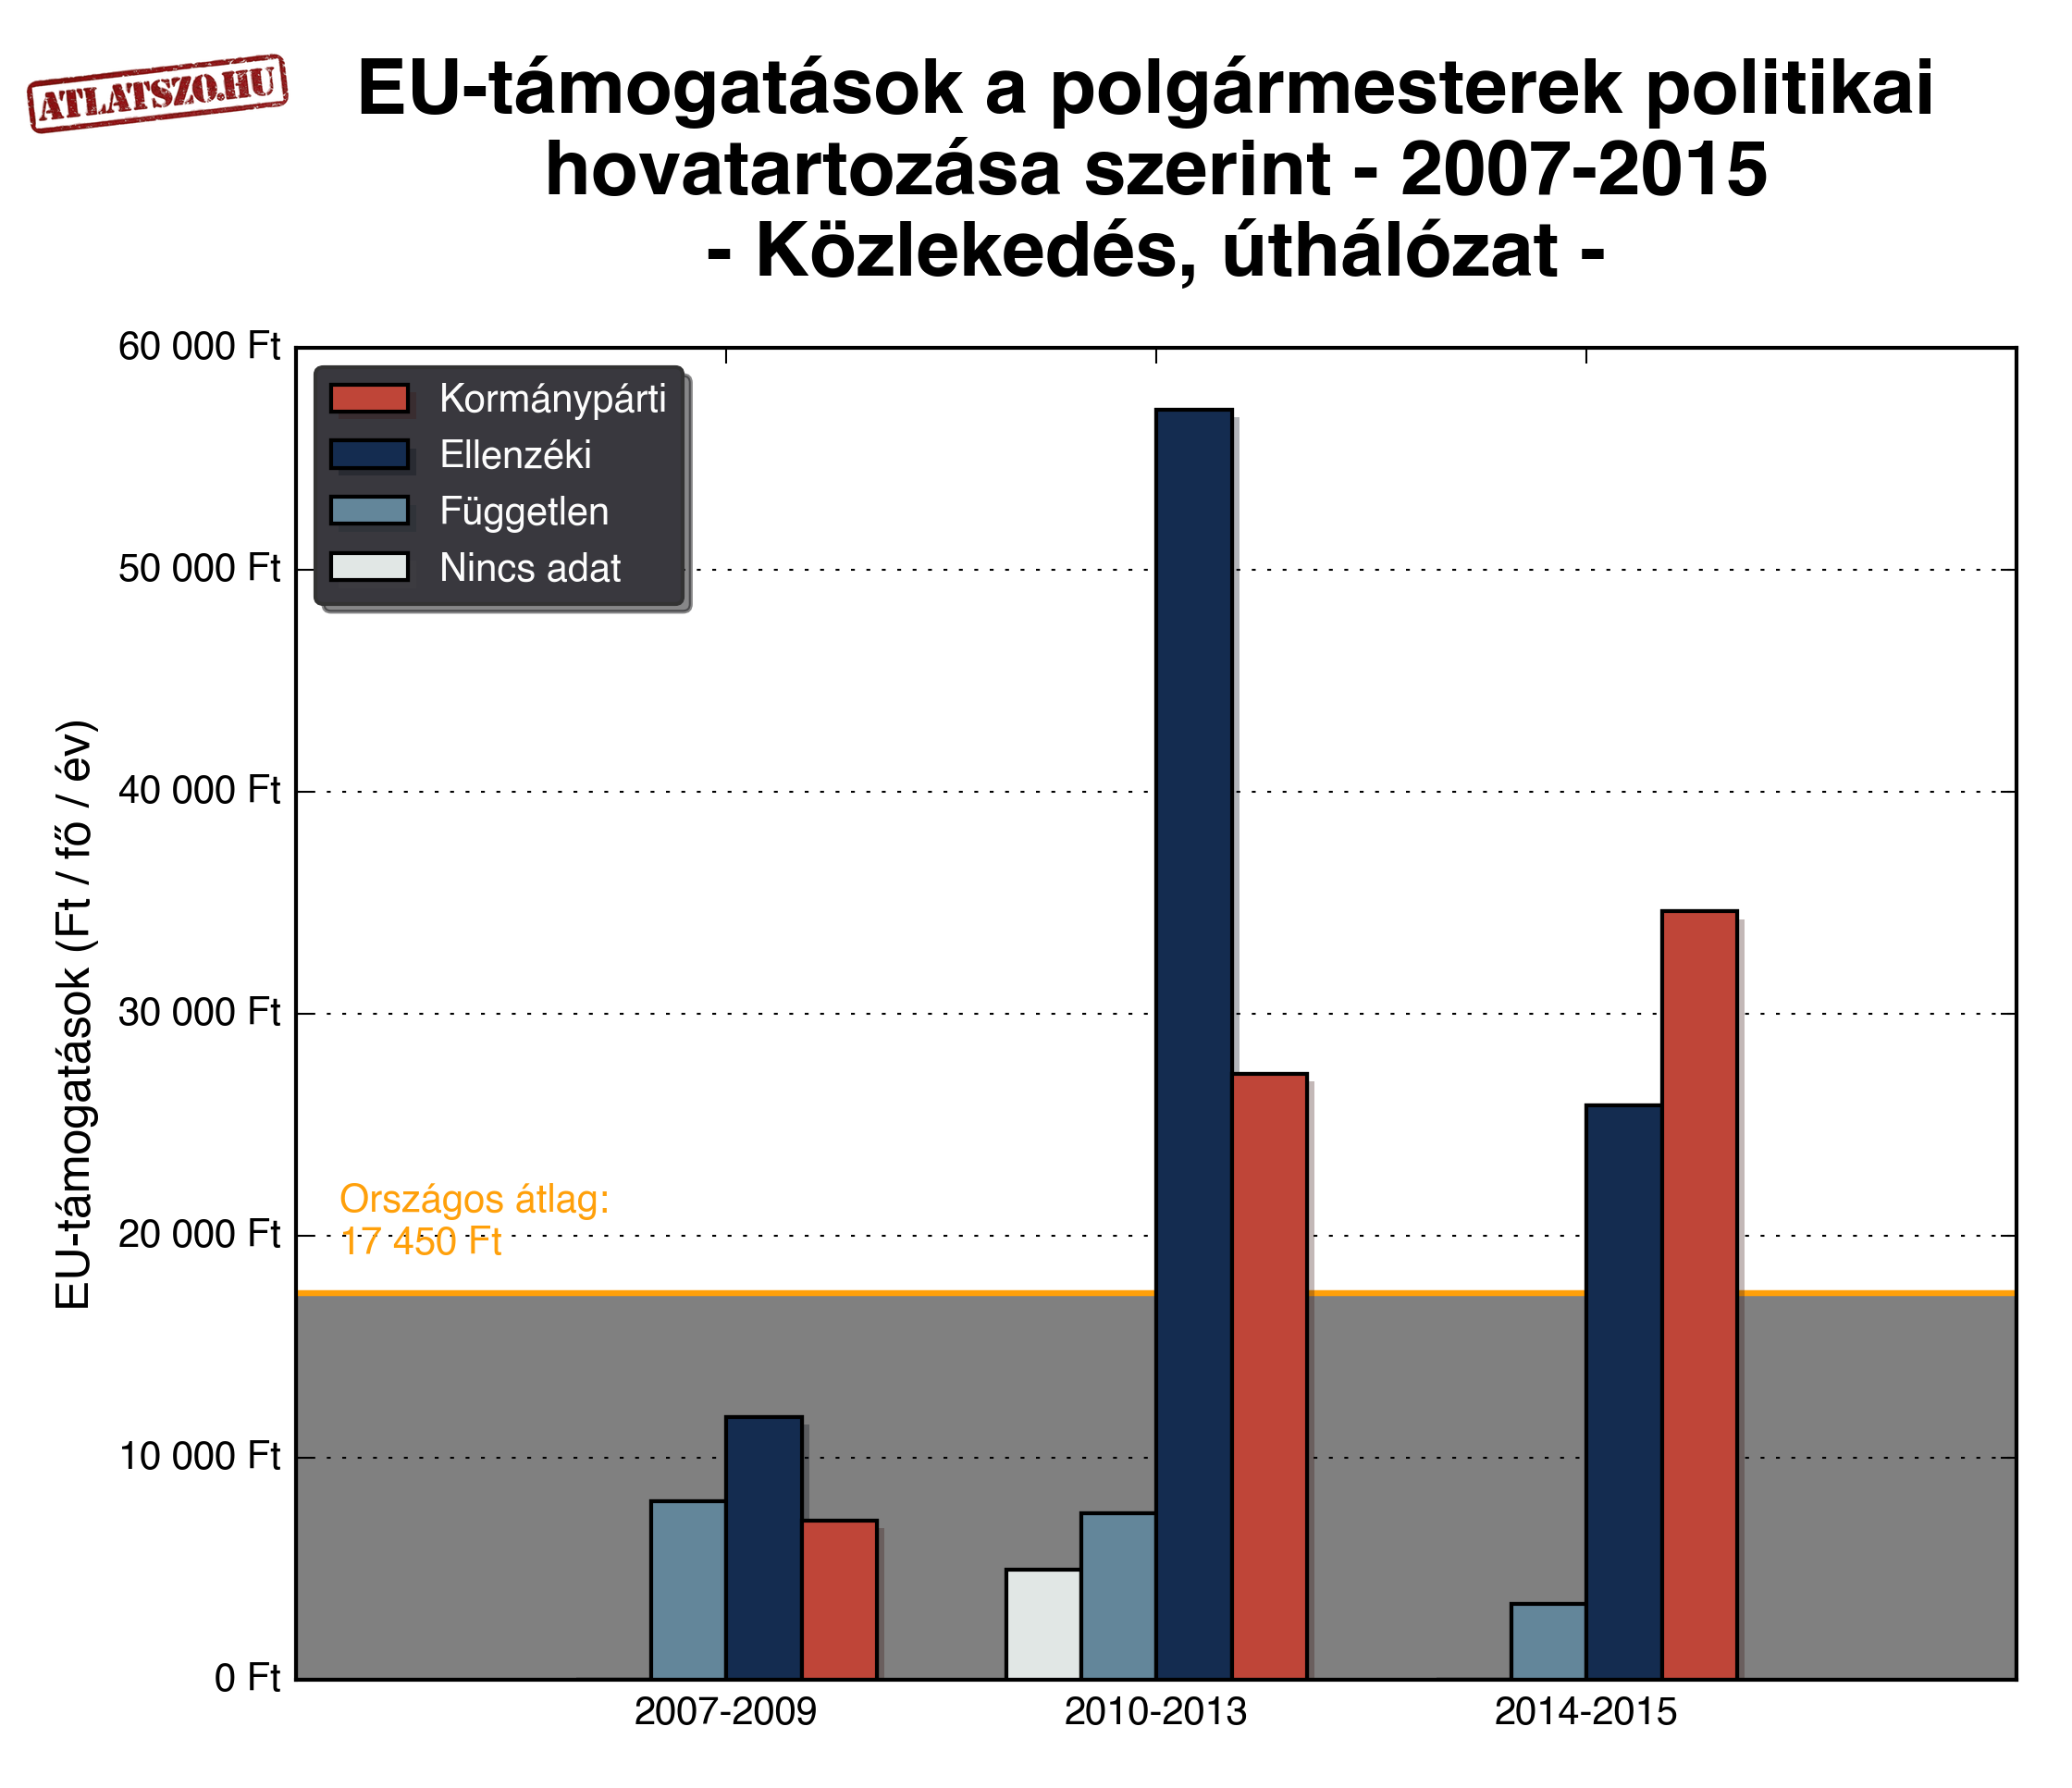 ATLATSZO.HU
EU-támogatások a polgármesterek politikai
hovatartozása szerint - 2007-2015
- Közlekedés, úthálózat -
60 000 Ft
50 000 Ft
40 000 Ft
30 000 Ft
20 000 Ft
10 000 Ft
0 Ft
EU-támogatások (Ft / fő / év)
Kormánypárti
Ellenzéki
Független
Nincs adat
Országos átlag:
17 450 Ft
2007-2009
2010-2013
2014-2015